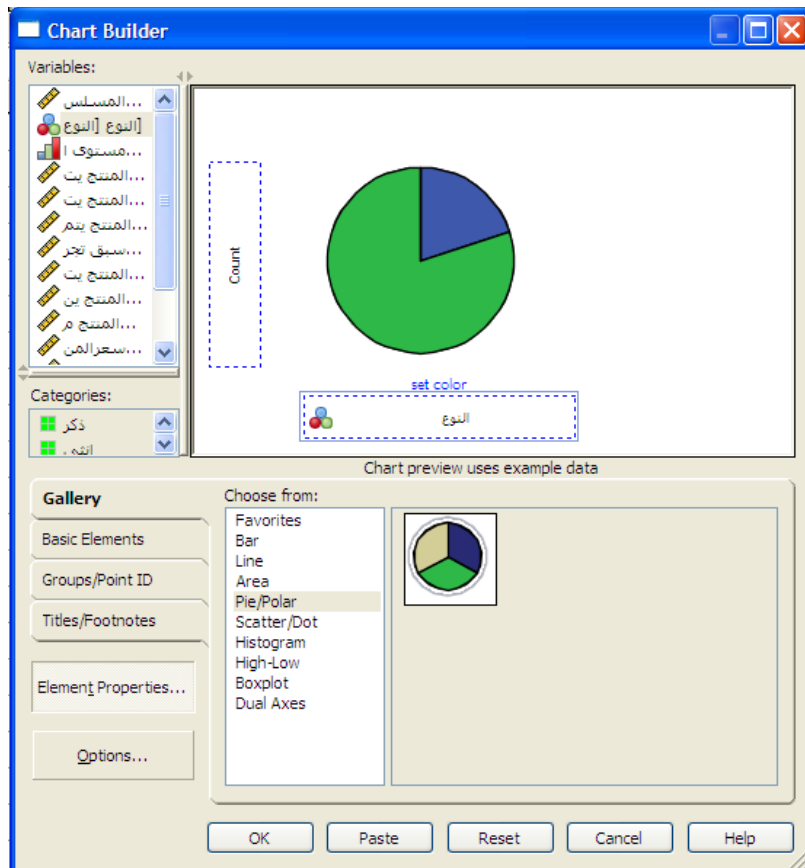 Chart Builder
Variables:
المسلس...
النوع [النوع]
مستوى ا...
المنتج يت...
المنتج يت...
المنتج يتم...
سبق تجر...
المنتج يت...
المنتج ين...
المنتج م...
سعرالمن...
Categories:
ذكر
انثى
Count
set color
النوع
Chart preview uses example data
Gallery
Basic Elements
Groups/Point ID
Titles/Footnotes
Element Properties...
Options...
Choose from:
Favorites
Bar
Line
Area
Pie/Polar
Scatter/Dot
Histogram
High-Low
Boxplot
Dual Axes
OK
Paste
Reset
Cancel
Help